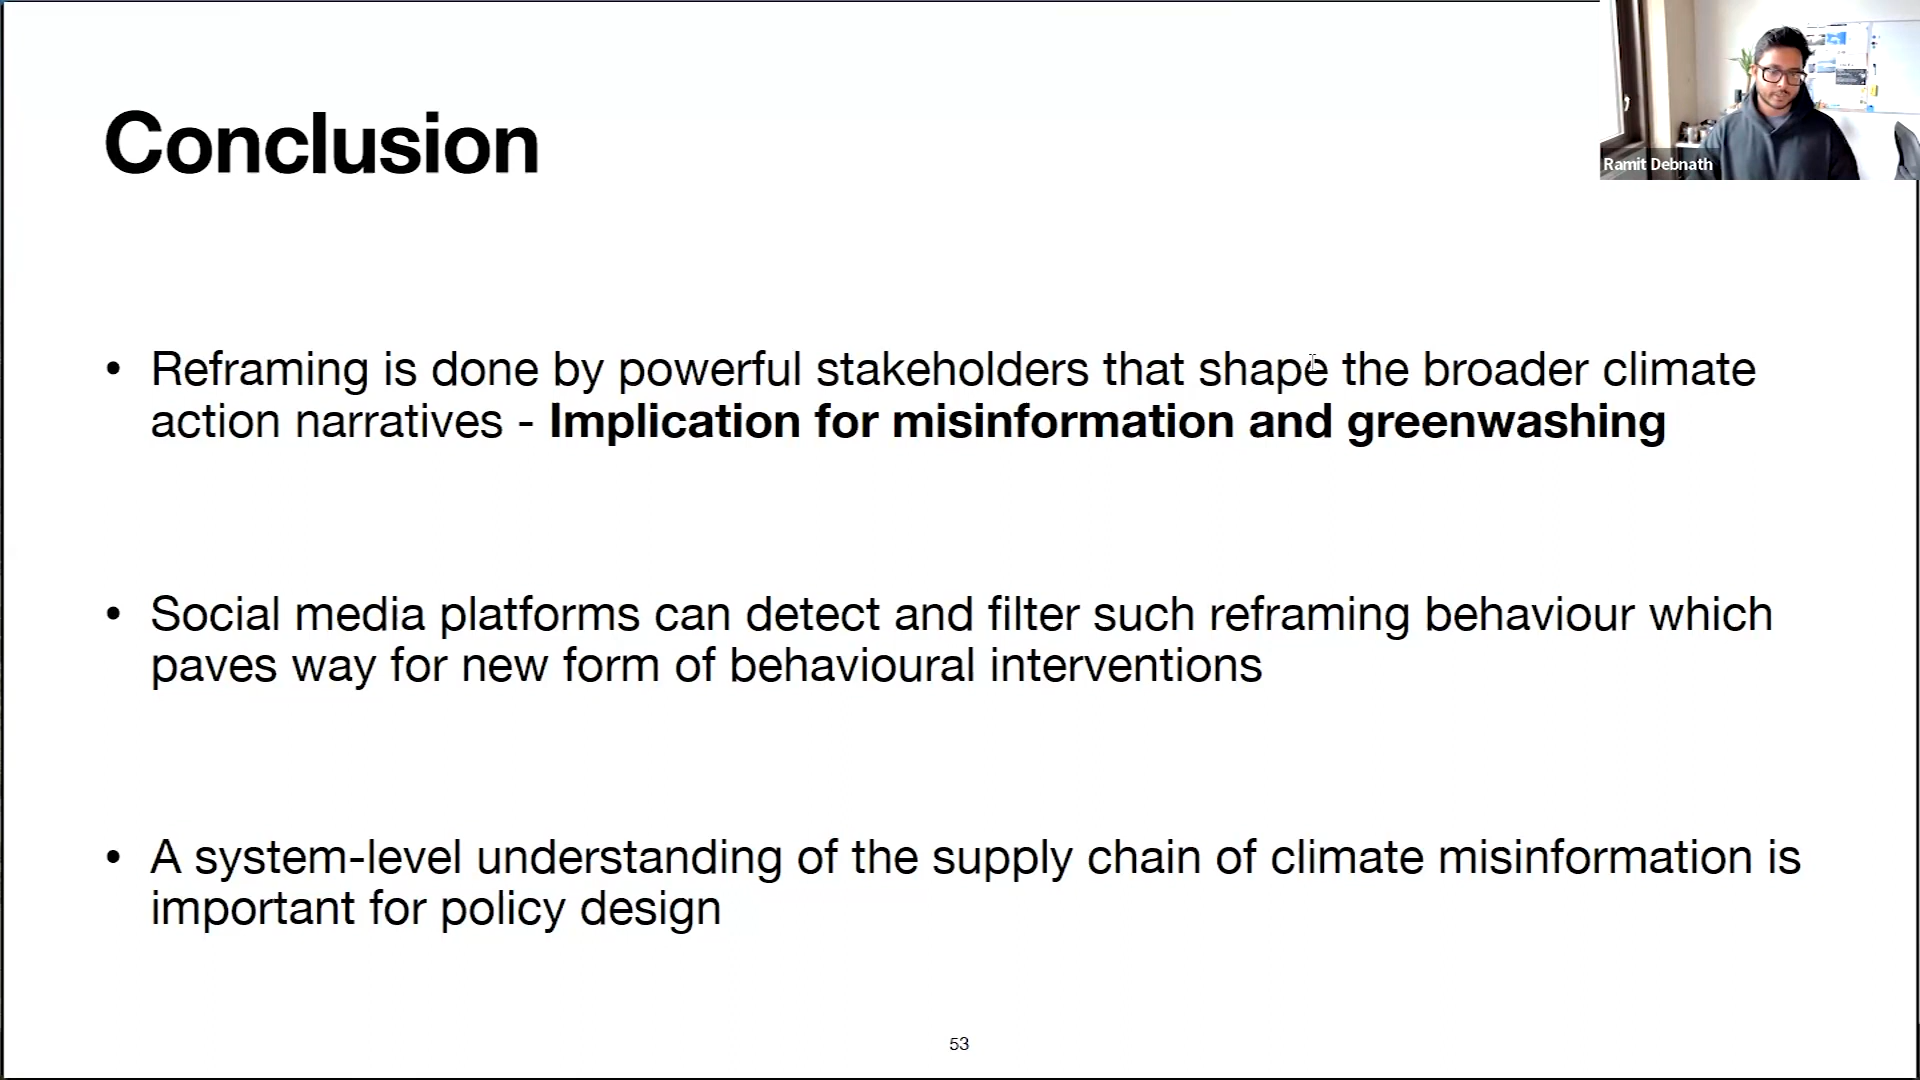 Conclusion
Ramit Debnath
• Reframing is done by powerful stakeholders that shape the broader climate
action narratives - Implication for misinformation and greenwashing
• Social media platforms can detect and filter such reframing behaviour which
paves way for new form of behavioural interventions
• A system-level understanding of the supply chain of climate misinformation is
important for policy design
53